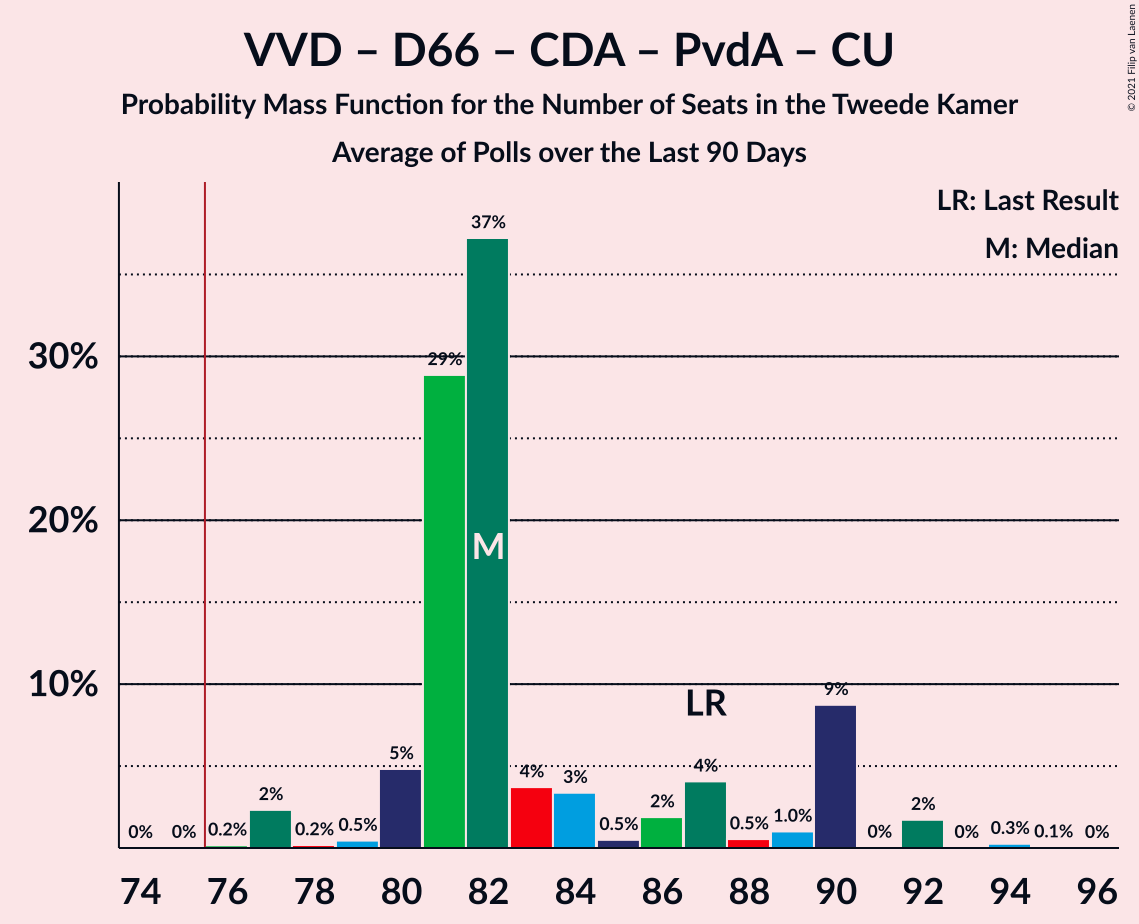 VVD – D66 – CDA – PvdA – CU
Probability Mass Function for the Number of Seats in the Tweede Kamer
Average of Polls over the Last 90 Days
© 2021 Filip van Laenen
LR: Last Result
M: Median
30%
20%
10%
0%
0%
0.2%
2%
0.2%
0.5%
5%
29%
37%
4%
3%
0.5%
2%
4%
0.5%
1.0%
9%
0%
2%
0%
0.3%
0.1%
0%
M
LR
74 76 78 80 82 84 86 88 90 92 94 96